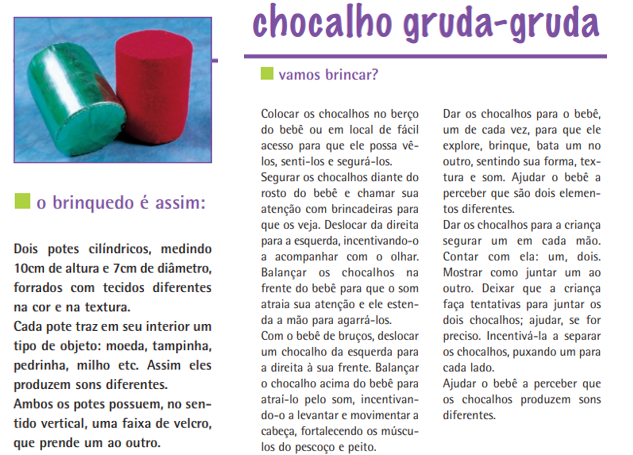 chocalho gruda-gruda
o brinquedo é assim:
Dois potes cilíndricos, medindo
10cm de altura e 7cm de diâmetro,
forrados com tecidos diferentes
na cor e na textura.
Cada pote traz em seu interior um
tipo de objeto: moeda, tampinha,
pedrinha, milho etc. Assim eles
produzem sons diferentes.
Ambos os potes possuem, no sen-
tido vertical, uma faixa de velcro,
que prende um ao outro.
vamos brincar?
Colocar os chocalhos no berço
do bebê ou em local de fácil
acesso para que ele possa vê-
los, senti-los e segurá-los.
Segurar os chocalhos diante do
rosto do bebê e chamar sua
atenção com brincadeiras para
que os veja. Deslocar da direita
para a esquerda, incentivando-o
a acompanhar com o olhar.
Balançar os chocalhos na
frente do bebê para que o som
atraia sua atenção e ele esten-
da a mão para agarrá-los.
Com o bebê de bruços, deslocar
um chocalho da esquerda para
a direita à sua frente. Balançar
o chocalho acima do bebê para
atraí-lo pelo som, incentivan-
do-o a levantar e movimentar a
cabeça, fortalecendo os múscu-
los do pescoço e peito.
Dar os chocalhos para o bebê,
um de cada vez, para que ele
explore, brinque, bata um no
outro, sentindo sua forma, tex-
tura e som. Ajudar o bebê a
perceber que são dois elemen-
tos diferentes.
Dar os chocalhos para a criança
segurar um em cada mão.
Contar com ela: um, dois.
Mostrar como juntar um ao
outro. Deixar que a criança
faça tentativas para juntar os
dois chocalhos; ajudar, se for
preciso. Incentivá-la a separar
os chocalhos, puxando um para
cada lado.
Ajudar o bebê a perceber que
os chocalhos produzem sons
diferentes.